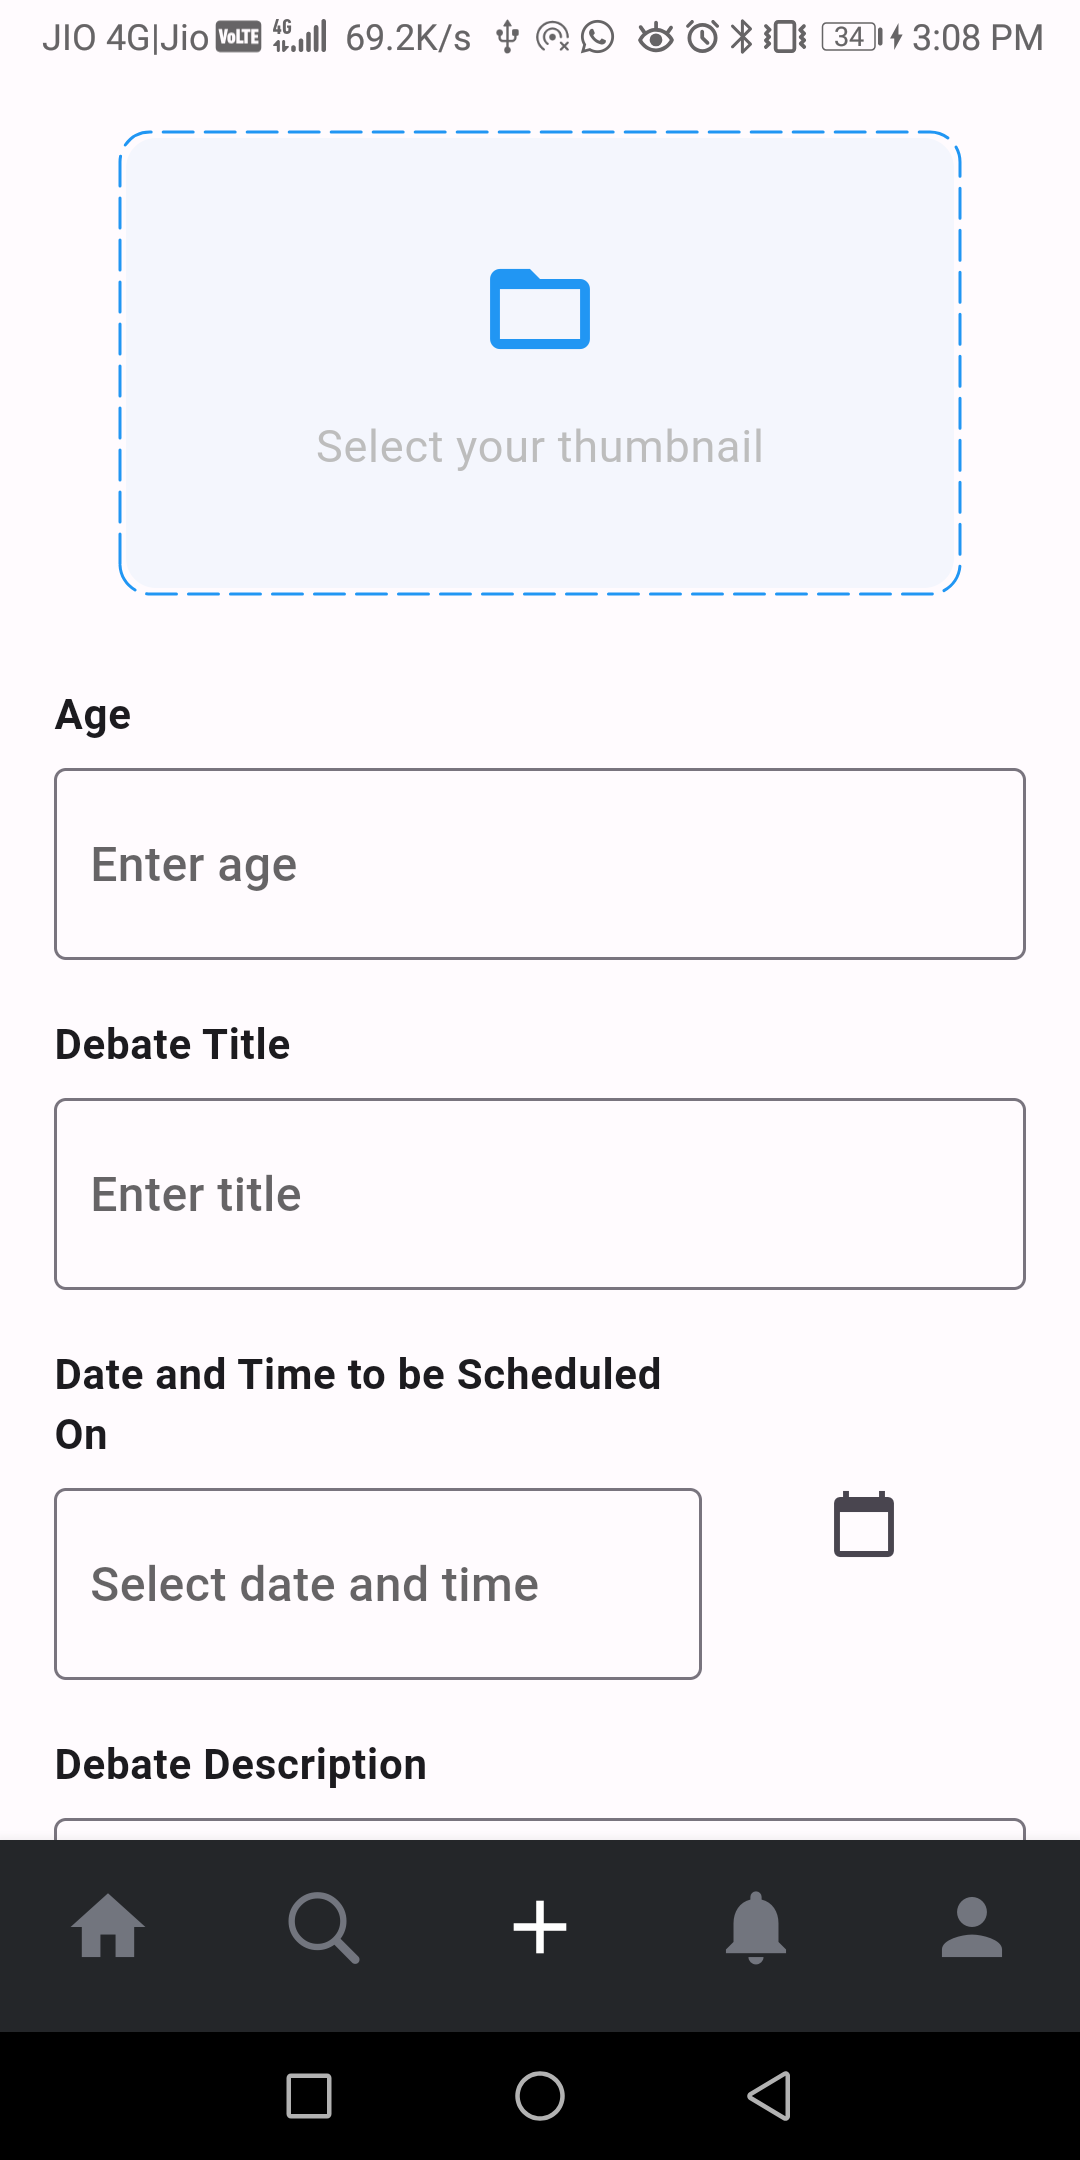 JIO 4G|Jio VoLTE 4G 69.2K/s 34 3:08 PM
Select your thumbnail
Age
Enter age
Debate Title
Enter title
Date and Time to be Scheduled
On
Select date and time
Debate Description